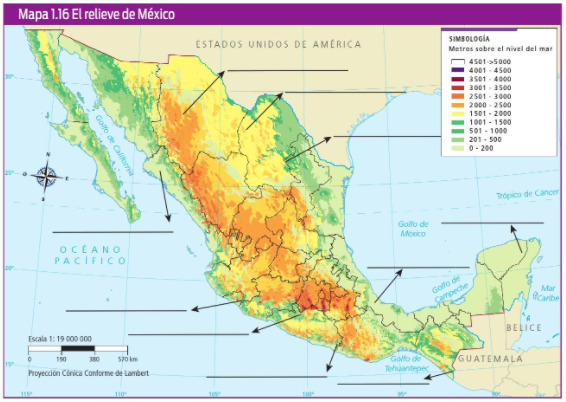 Mapa 1.16 El relieve de México
ESTADOS UNIDOS DE AMÉRICA
SIMBOLOGÍA
Metros sobre el nivel del mar
4501 ->5000
4001 - 4500
3501 - 4000
3001 - 3500
2501 - 3000
2000 - 2500
1501 - 2000
1001 - 1500
501 - 1000
201 - 500
0 - 200
30°
Golfo de California
N
E
S
O
25°
Trópico de Cáncer
Golfo de
México
OCÉANO
PACÍFICO
20°
Golfo de
Campeche
Mar
Caribe
BELICE
Escala 1: 19 000 000
0 190 380 570 km
GUATEMALA
Golfo de
Tehuantepec
15°
Proyección Cónica Conforme de Lambert
115° 110° 105° 100° 95° 90°